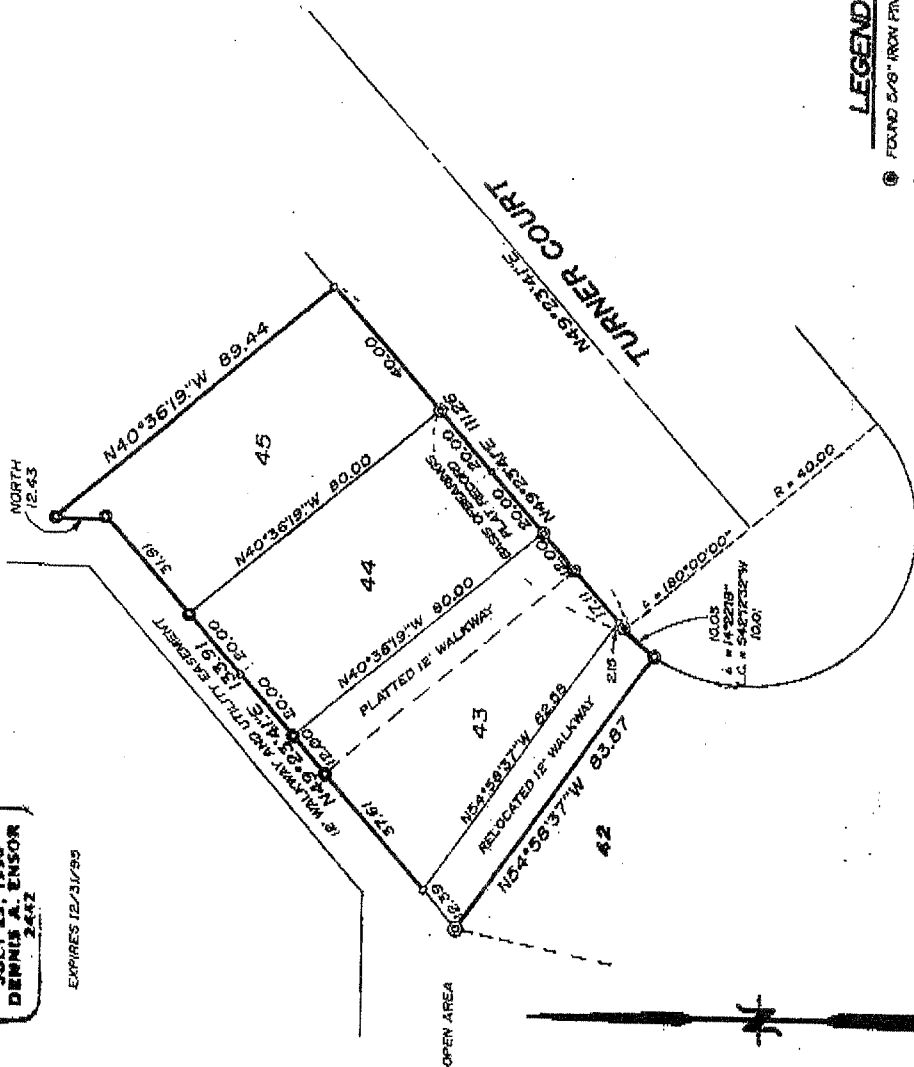 DENNIS A. ENSOR
2442
EXPIRES 12/31/95
NORTH
12.43
N40°36'19"W 89.44
31.91
45
40.00
N40°36'19"W 80.00
20.00
20.00
44
BASIS OF BEARINGS
PLAT RECORD
20.00
20.00
N49°23'41"E 111.26
N49°23'41"E 133.91
12' WALKWAY AND UTILITY EASEMENT
N40°36'19"W 80.00
PLATTED 12' WALKWAY
12.00
12.00
17.11
43
37.61
N54°58'37"W 82.08
RELOCATED 12' WALKWAY
N54°58'37"W 83.87
12.39
42
OPEN AREA
2.15
10.03
Δ = 14°22'18"
L.C. = S42°12'32"W
10.01
Δ = 180°00'00"
R = 40.00
N49°23'41"E
TURNER COURT
LEGEND
FOUND 5/8" IRON PIN
N